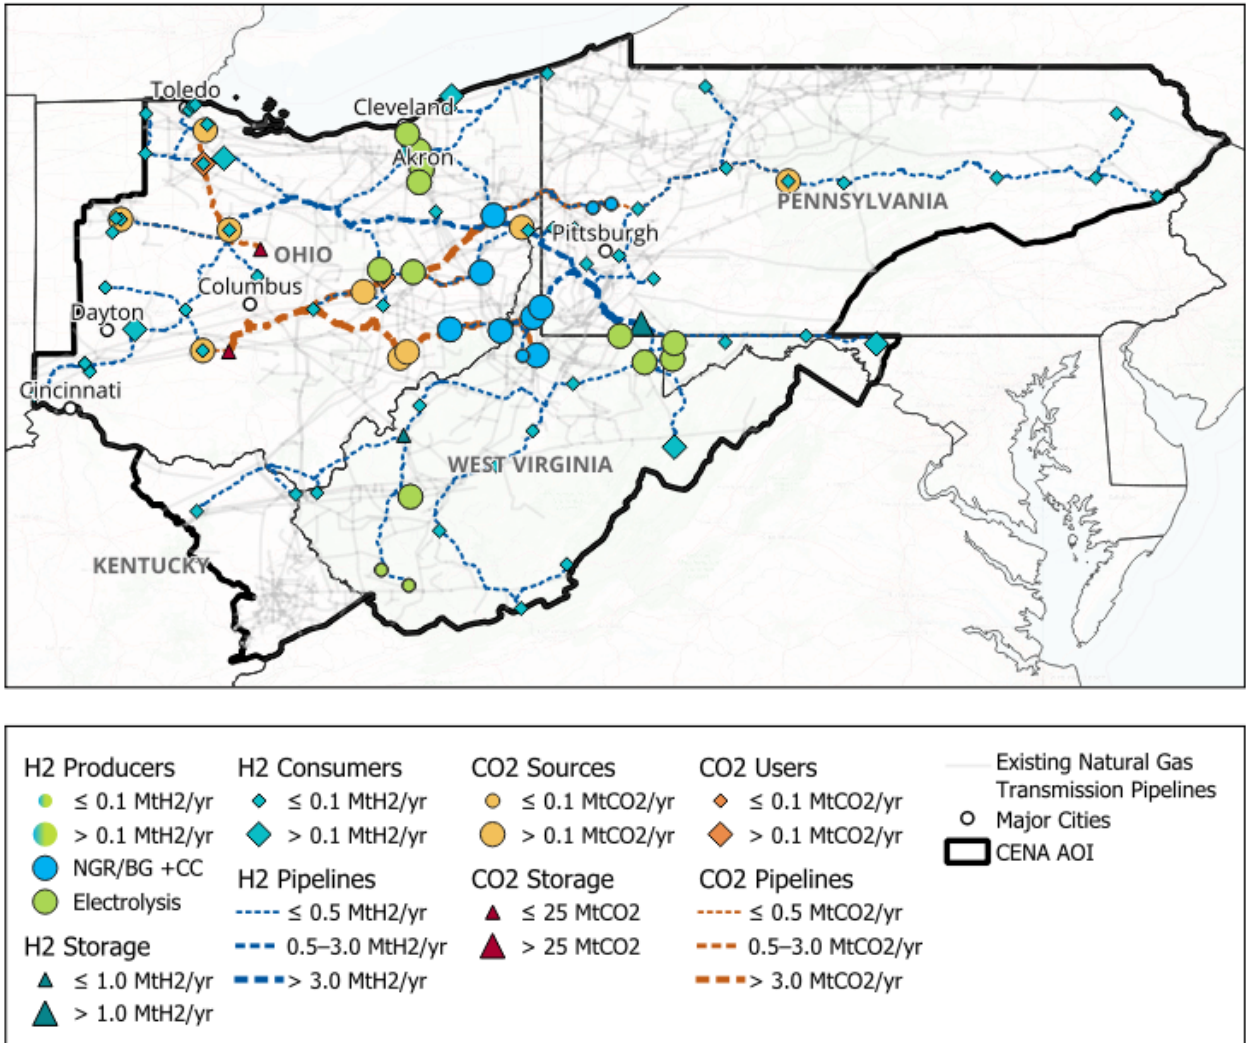 Toledo
Cleveland
Akron
PENNSYLVANIA
Pittsburgh
OHIO
Columbus
Dayton
Cincinnati
WEST VIRGINIA
KENTUCKY
H2 Producers
≤ 0.1 MtH2/yr
> 0.1 MtH2/yr
NGR/BG +CC
Electrolysis
H2 Storage
≤ 1.0 MtH2/yr
> 1.0 MtH2/yr
H2 Consumers
≤ 0.1 MtH2/yr
> 0.1 MtH2/yr
H2 Pipelines
≤ 0.5 MtH2/yr
0.5–3.0 MtH2/yr
> 3.0 MtH2/yr
CO2 Sources
≤ 0.1 MtCO2/yr
> 0.1 MtCO2/yr
CO2 Storage
≤ 25 MtCO2
> 25 MtCO2
CO2 Users
≤ 0.1 MtCO2/yr
> 0.1 MtCO2/yr
CO2 Pipelines
≤ 0.5 MtCO2/yr
0.5–3.0 MtCO2/yr
> 3.0 MtCO2/yr
Existing Natural Gas
Transmission Pipelines
Major Cities
CENA AOI